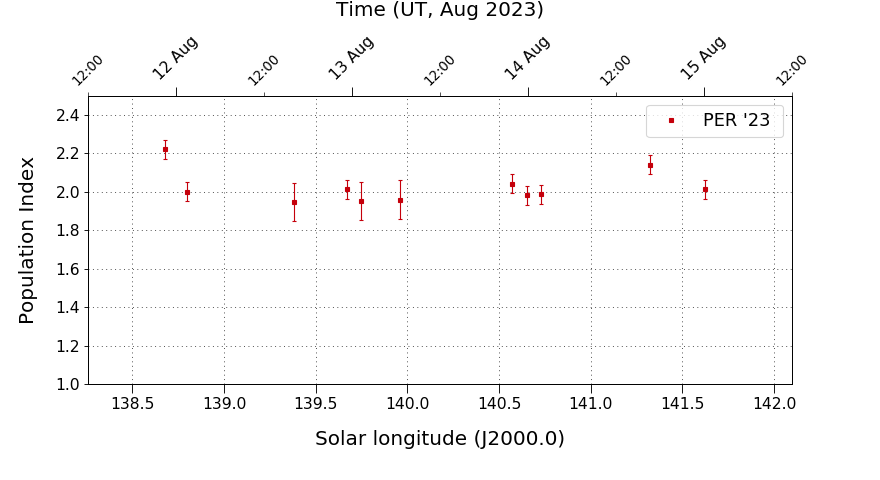 Time (UT, Aug 2023)
12:00 12 Aug 12:00 13 Aug 12:00 14 Aug 12:00 15 Aug 12:00
PER '23
Population Index
2.4
2.2
2.0
1.8
1.6
1.4
1.2
1.0
138.5 139.0 139.5 140.0 140.5 141.0 141.5 142.0
Solar longitude (J2000.0)